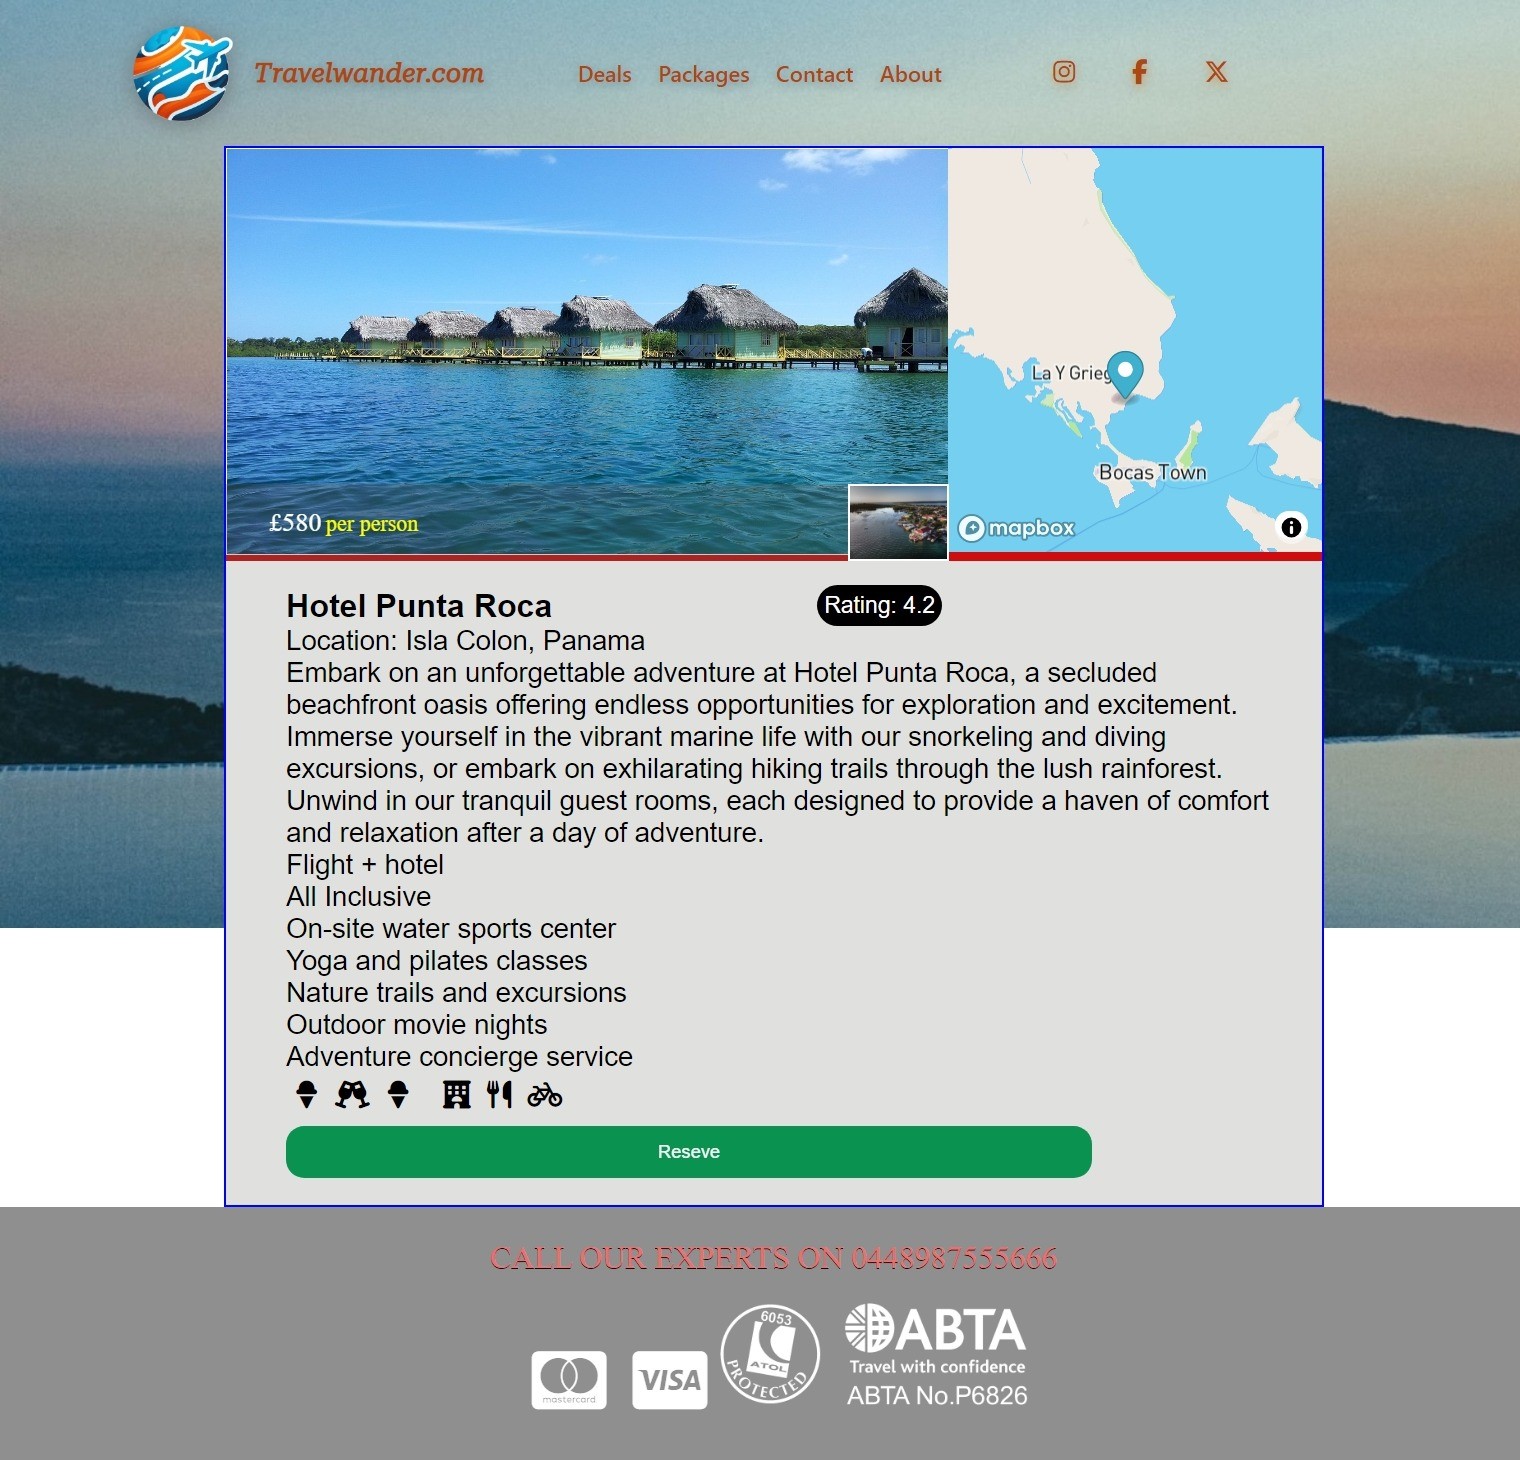 Travelwander.com
Deals Packages Contact About
La Y Grieg
Bocas Town
mapbox
£580 per person
Hotel Punta Roca
Rating: 4.2
Location: Isla Colon, Panama
Embark on an unforgettable adventure at Hotel Punta Roca, a secluded
beachfront oasis offering endless opportunities for exploration and excitement.
Immerse yourself in the vibrant marine life with our snorkeling and diving
excursions, or embark on exhilarating hiking trails through the lush rainforest.
Unwind in our tranquil guest rooms, each designed to provide a haven of comfort
and relaxation after a day of adventure.
Flight + hotel
All Inclusive
On-site water sports center
Yoga and pilates classes
Nature trails and excursions
Outdoor movie nights
Adventure concierge service
Reseve
CALL OUR EXPERTS ON 0448987555666
mastercard
VISA
6053
ATOL
PROTECTED
ABTA
Travel with confidence
ABTA No.P6826